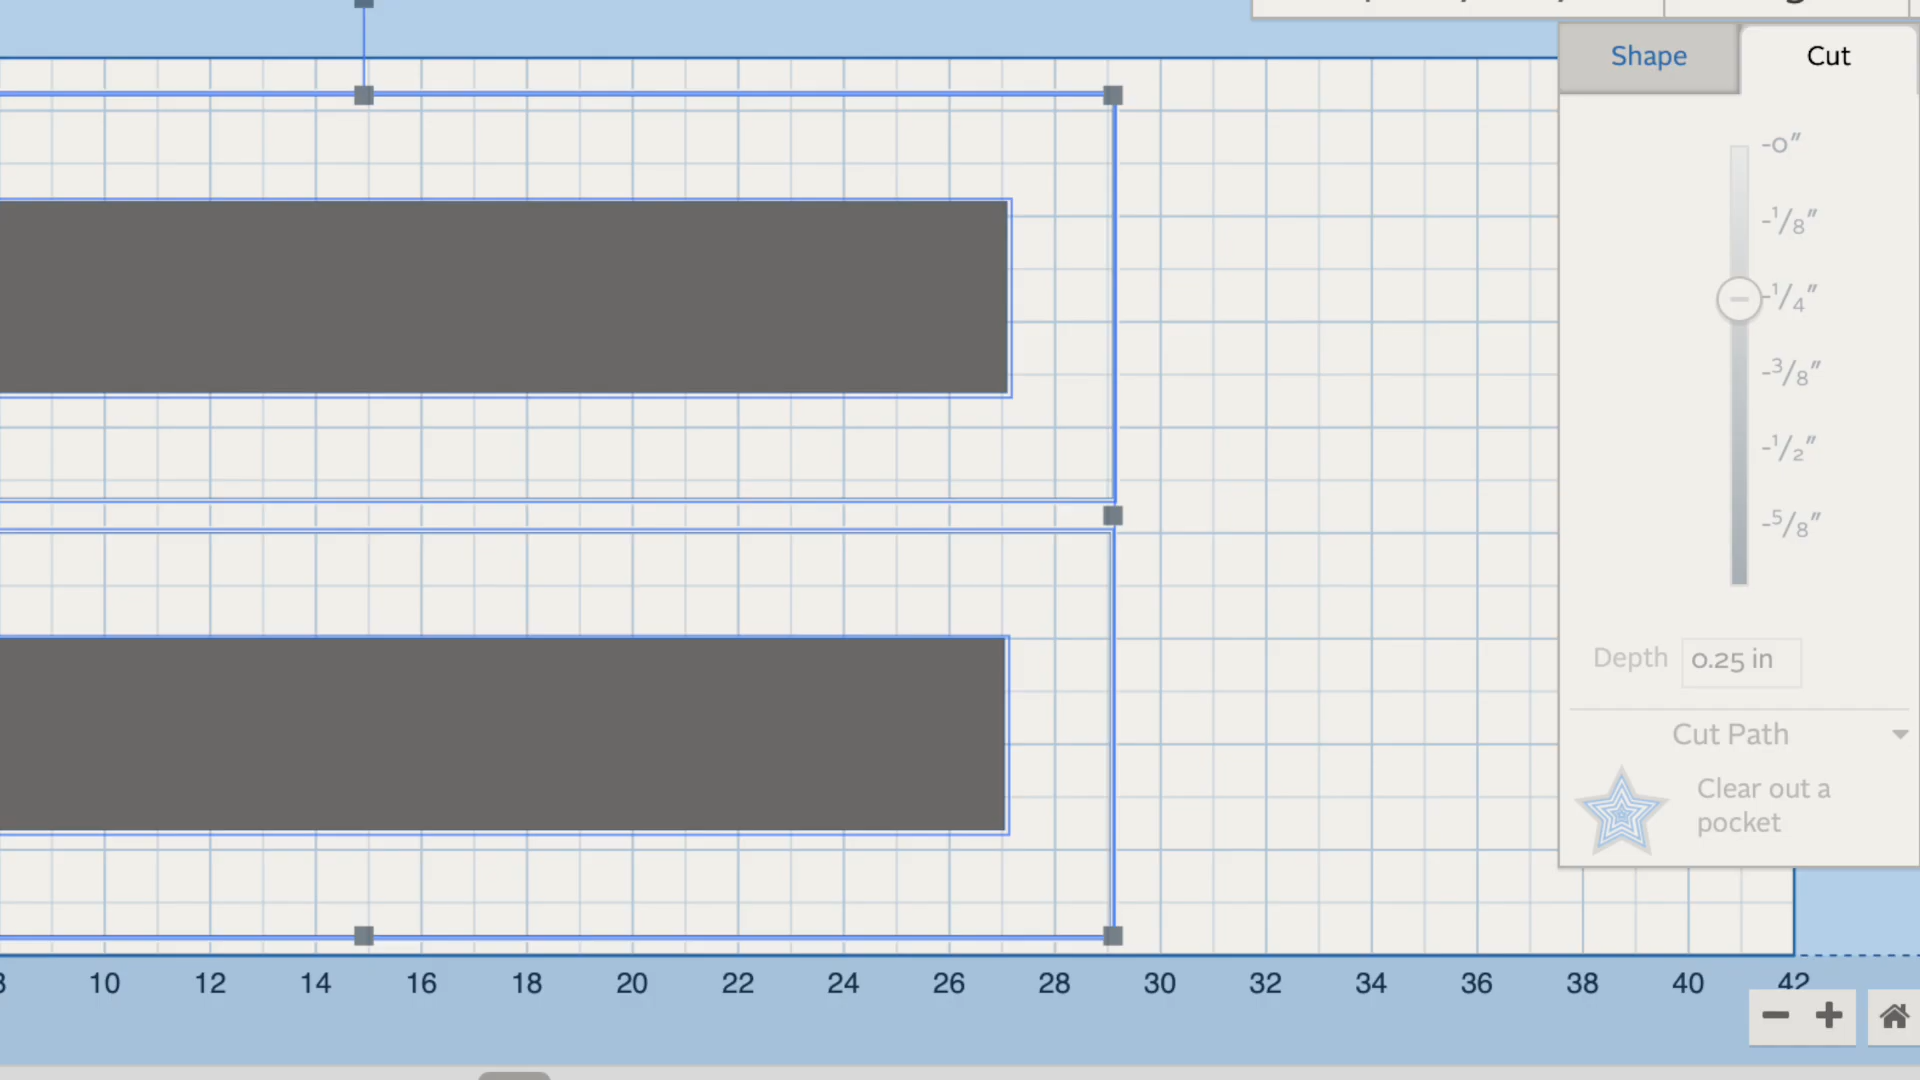 Shape
Cut
-0"
-1/8"
-1/4"
-3/8"
-1/2"
-5/8"
Depth 0.25 in
Cut Path
Clear out a
pocket
10 12 14 16 18 20 22 24 26 28 30 32 34 36 38 40 42